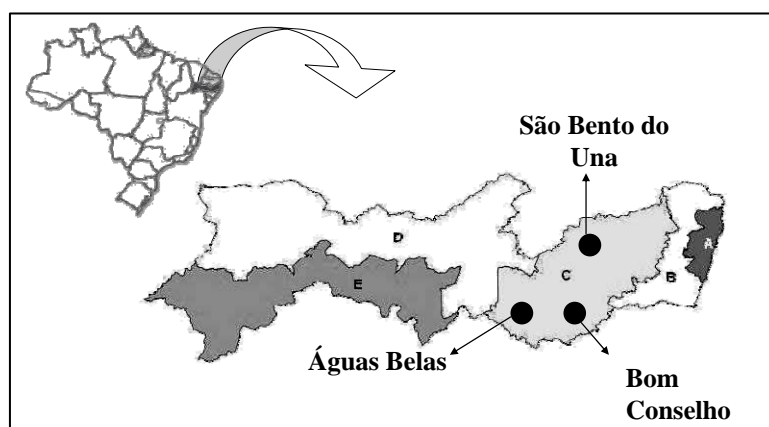 São Bento do
Una
D
A
C
B
E
Águas Belas
Bom
Conselho